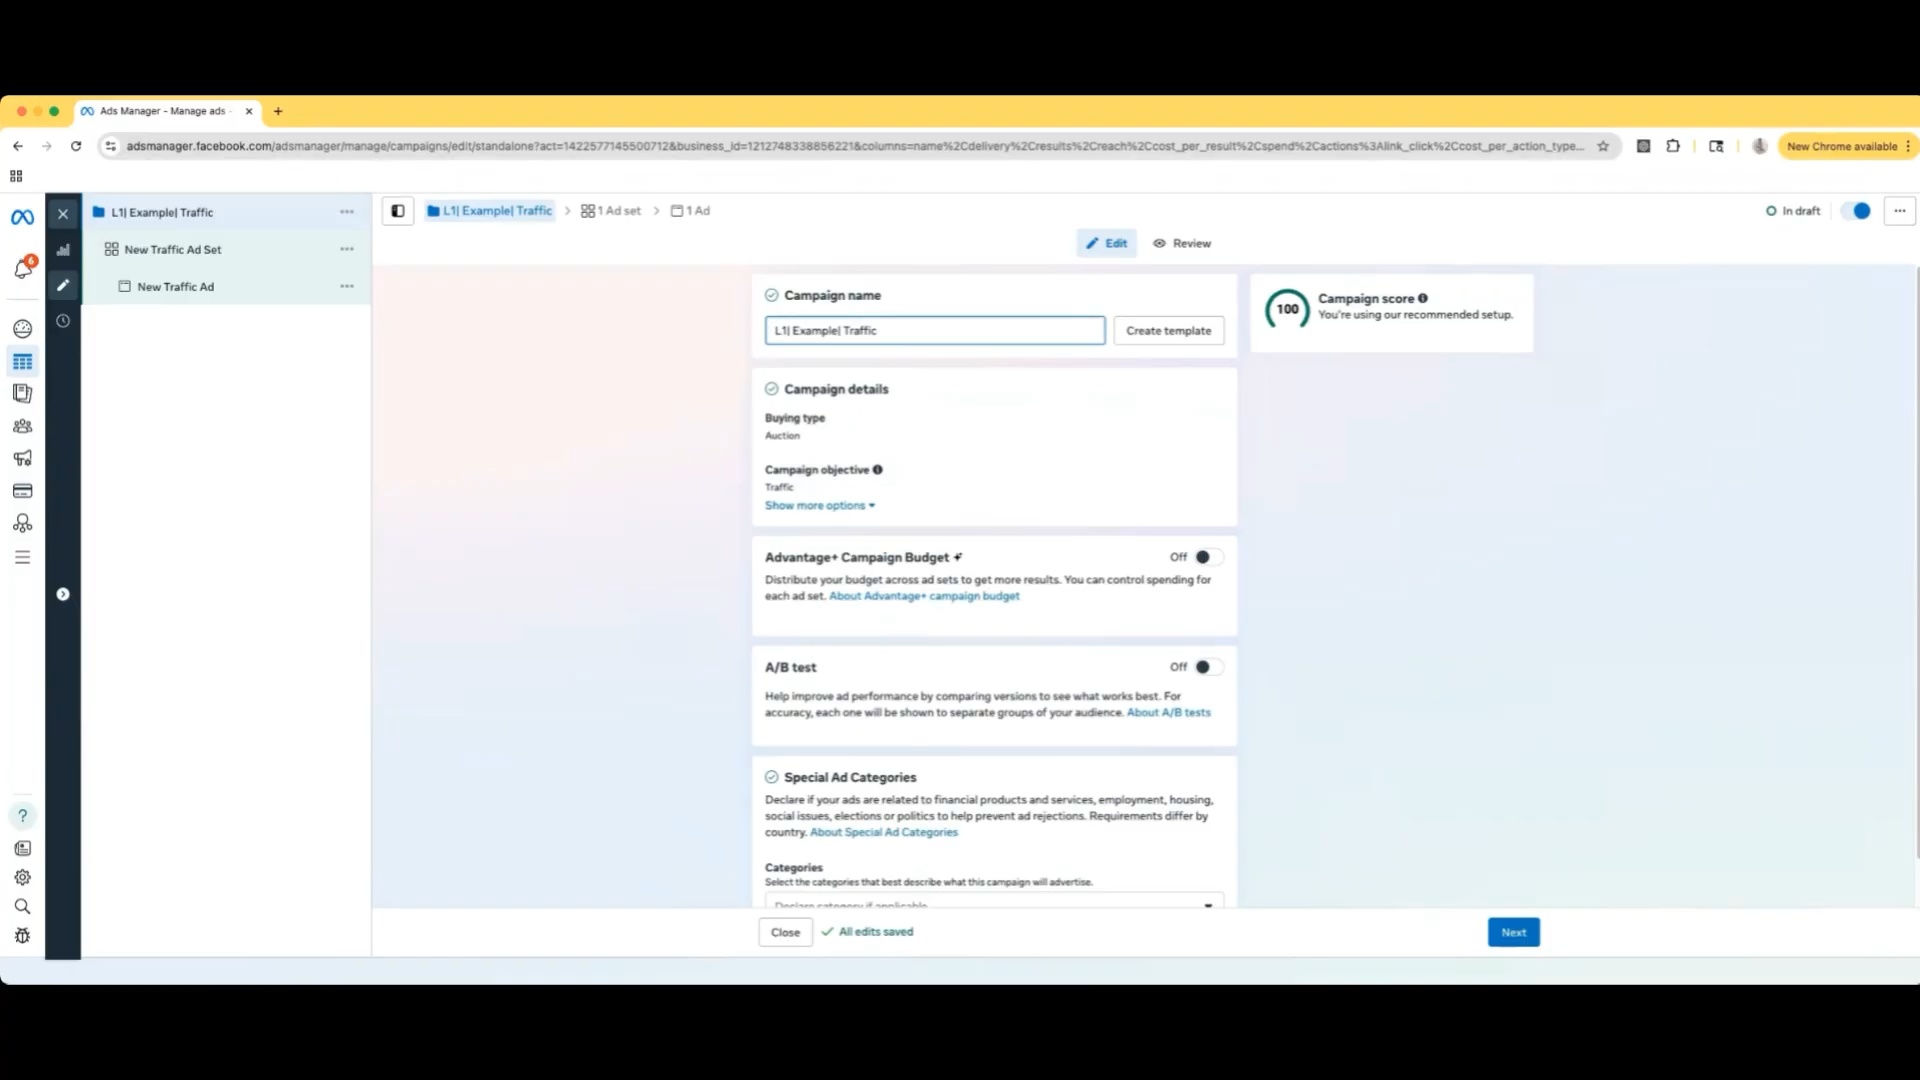 Ads Manager - Manage ads -
adsmanager.facebook.com/adsmanager/manage/campaigns/edit/standalone?act=1422577145500712&business_id=1212748338856221&columns=name%2Cdelivery%2Cresults%2Creach%2Ccost_per_result%2Cspend%2Cactions%3Alink_click%2Ccost_per_action_type...
New Chrome available
6
L1| Example| Traffic
New Traffic Ad Set
New Traffic Ad
L1| Example| Traffic
1 Ad set
1 Ad
In draft
Edit
Review
Campaign name
L1| Example| Traffic
Create template
100
Campaign score
You're using our recommended setup.
Campaign details
Buying type
Auction
Campaign objective
Traffic
Show more options
Advantage+ Campaign Budget
Off
Distribute your budget across ad sets to get more results. You can control spending for
each ad set. About Advantage+ campaign budget
A/B test
Off
Help improve ad performance by comparing versions to see what works best. For
accuracy, each one will be shown to separate groups of your audience. About A/B tests
Special Ad Categories
Declare if your ads are related to financial products and services, employment, housing,
social issues, elections or politics to help prevent ad rejections. Requirements differ by
country. About Special Ad Categories
Categories
Select the categories that best describe what this campaign will advertise.
Declare category if applicable
Close
All edits saved
Next